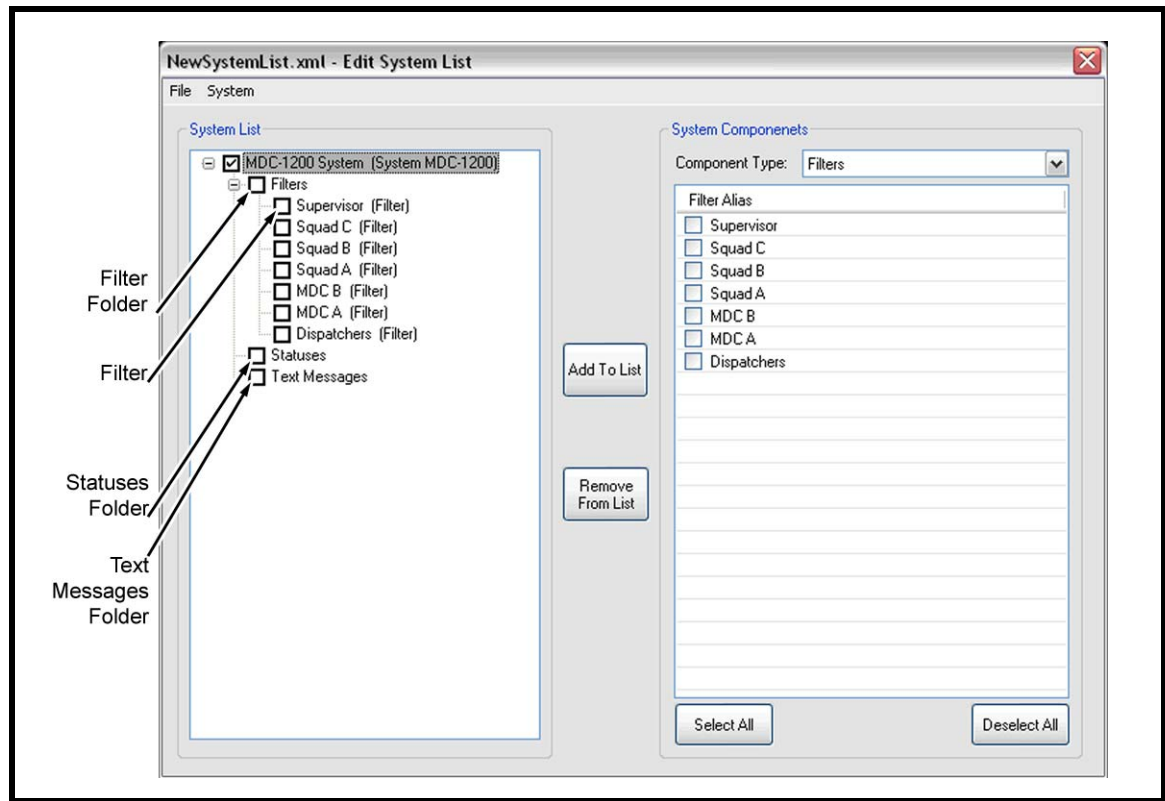 NewSystemList.xml - Edit System List
File System
System List
MDC-1200 System (System MDC-1200)
Filters
Supervisor (Filter)
Squad C (Filter)
Squad B (Filter)
Squad A (Filter)
MDC B (Filter)
MDC A (Filter)
Dispatchers (Filter)
Statuses
Text Messages
Filter
Folder
Filter
Statuses
Folder
Text
Messages
Folder
Add To List
Remove
From List
System Componenets
Component Type: Filters
Filter Alias
Supervisor
Squad C
Squad B
Squad A
MDC B
MDC A
Dispatchers
Select All
Deselect All